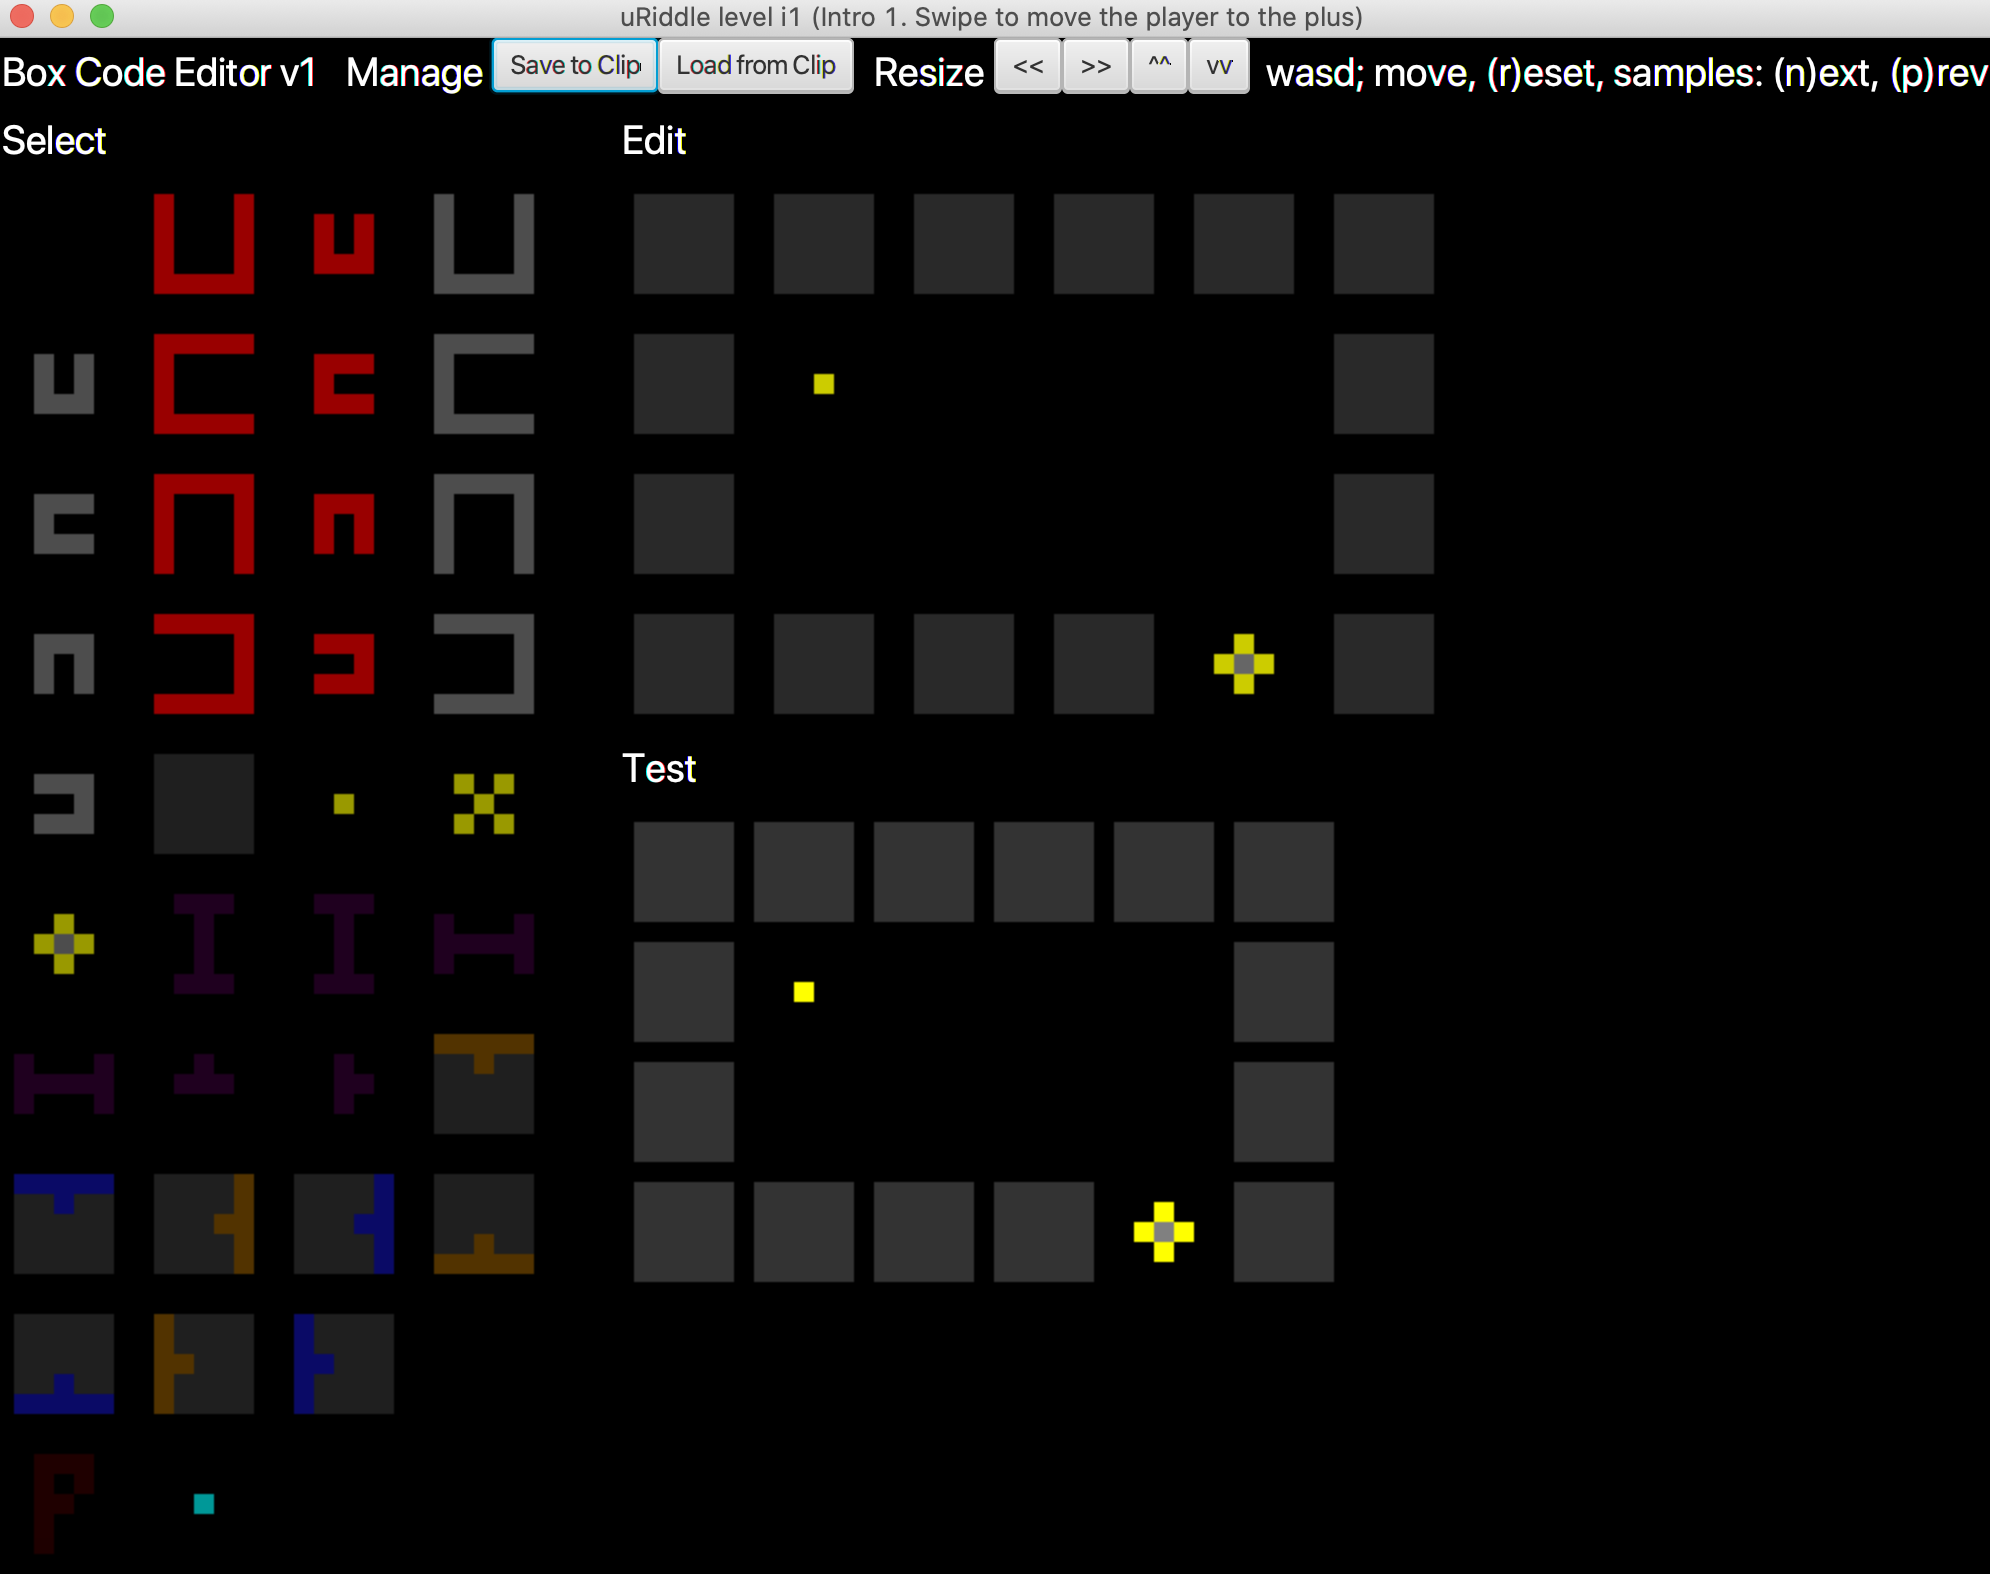 uRiddle level i1 (Intro 1. Swipe to move the player to the plus)
Box Code Editor v1 Manage Save to Clip Load from Clip Resize << >> ^^ vv wasd; move, (r)eset, samples: (n)ext, (p)rev
Select Edit
Test